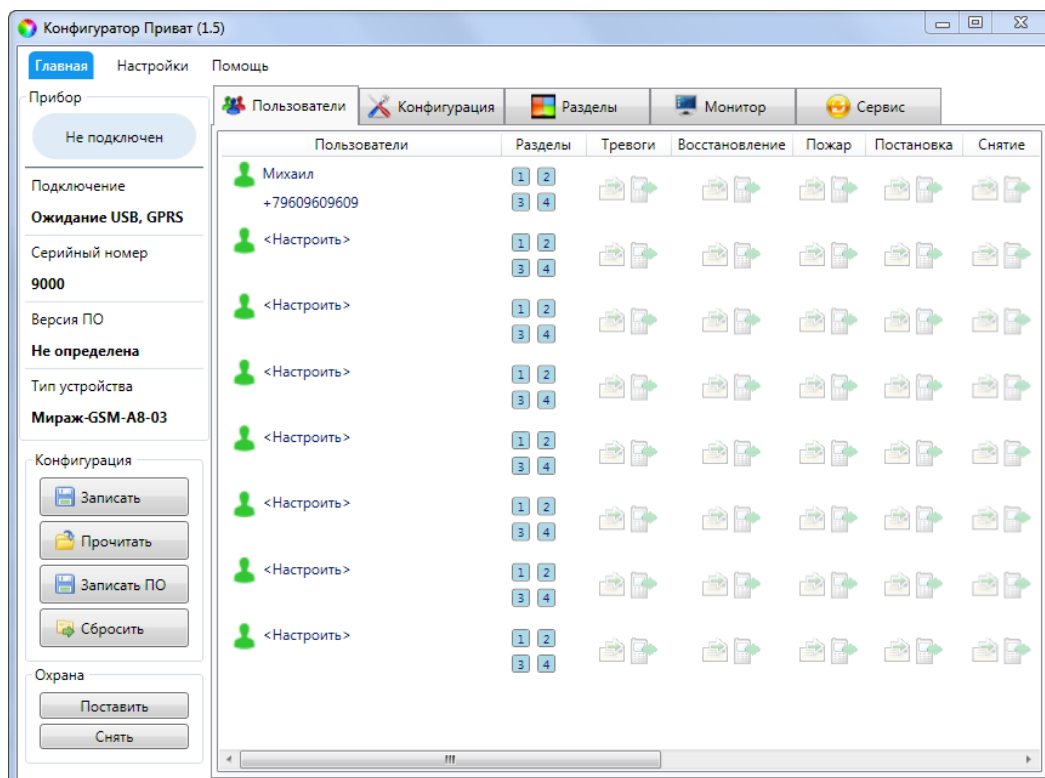 Конфигуратор Приват (1.5)
Главная Настройки Помощь
Прибор
Не подключен
Подключение
Ожидание USB, GPRS
Серийный номер
9000
Версия ПО
Не определена
Тип устройства
Мираж-GSM-A8-03
Конфигурация
Записать
Прочитать
Записать ПО
Сбросить
Охрана
Поставить
Снять
Пользователи Конфигурация Разделы Монитор Сервис
Пользователи Разделы Тревоги Восстановление Пожар Постановка Снятие
Михаил 1 2
+79609609609 3 4
<Настроить> 1 2
3 4
<Настроить> 1 2
3 4
<Настроить> 1 2
3 4
<Настроить> 1 2
3 4
<Настроить> 1 2
3 4
<Настроить> 1 2
3 4
<Настроить> 1 2
3 4